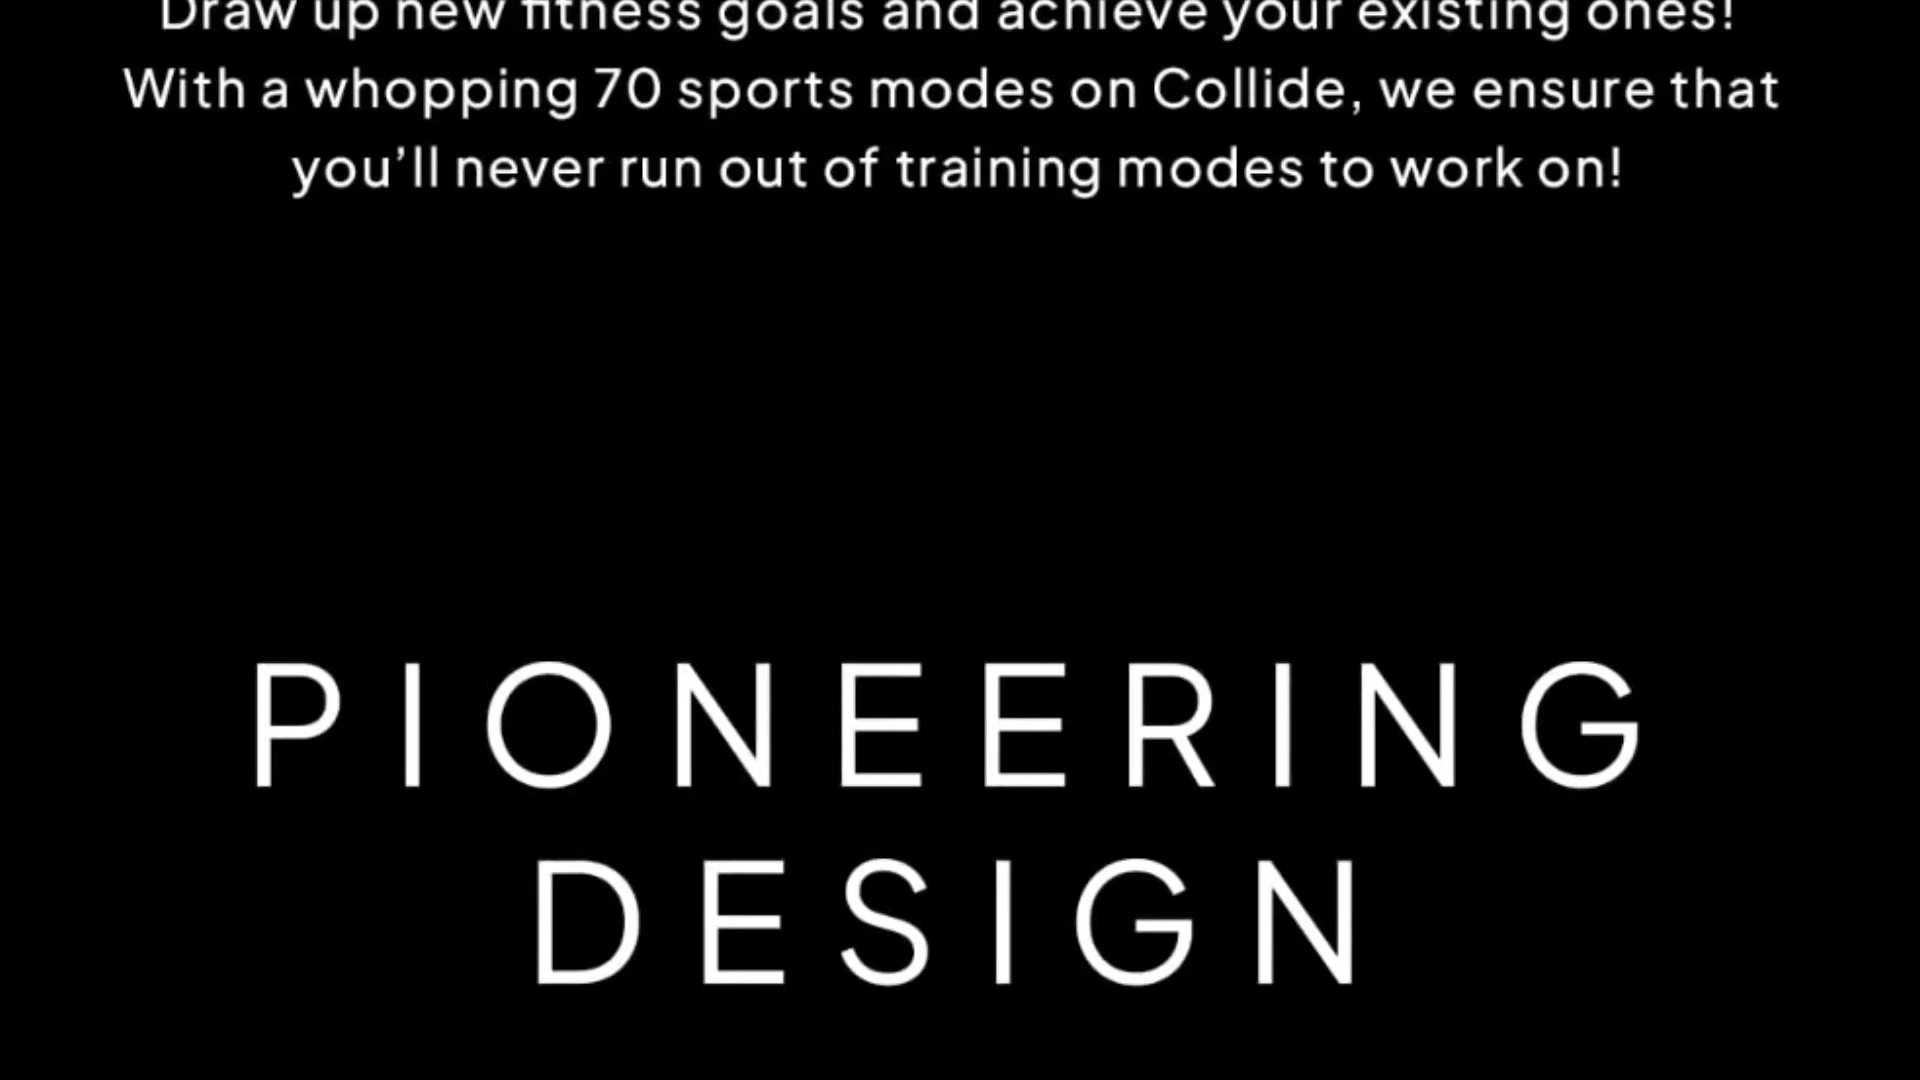 Draw up new fitness goals and achieve your existing ones!
With a whopping 70 sports modes on Collide, we ensure that
you’ll never run out of training modes to work on!
PIONEERING
DESIGN